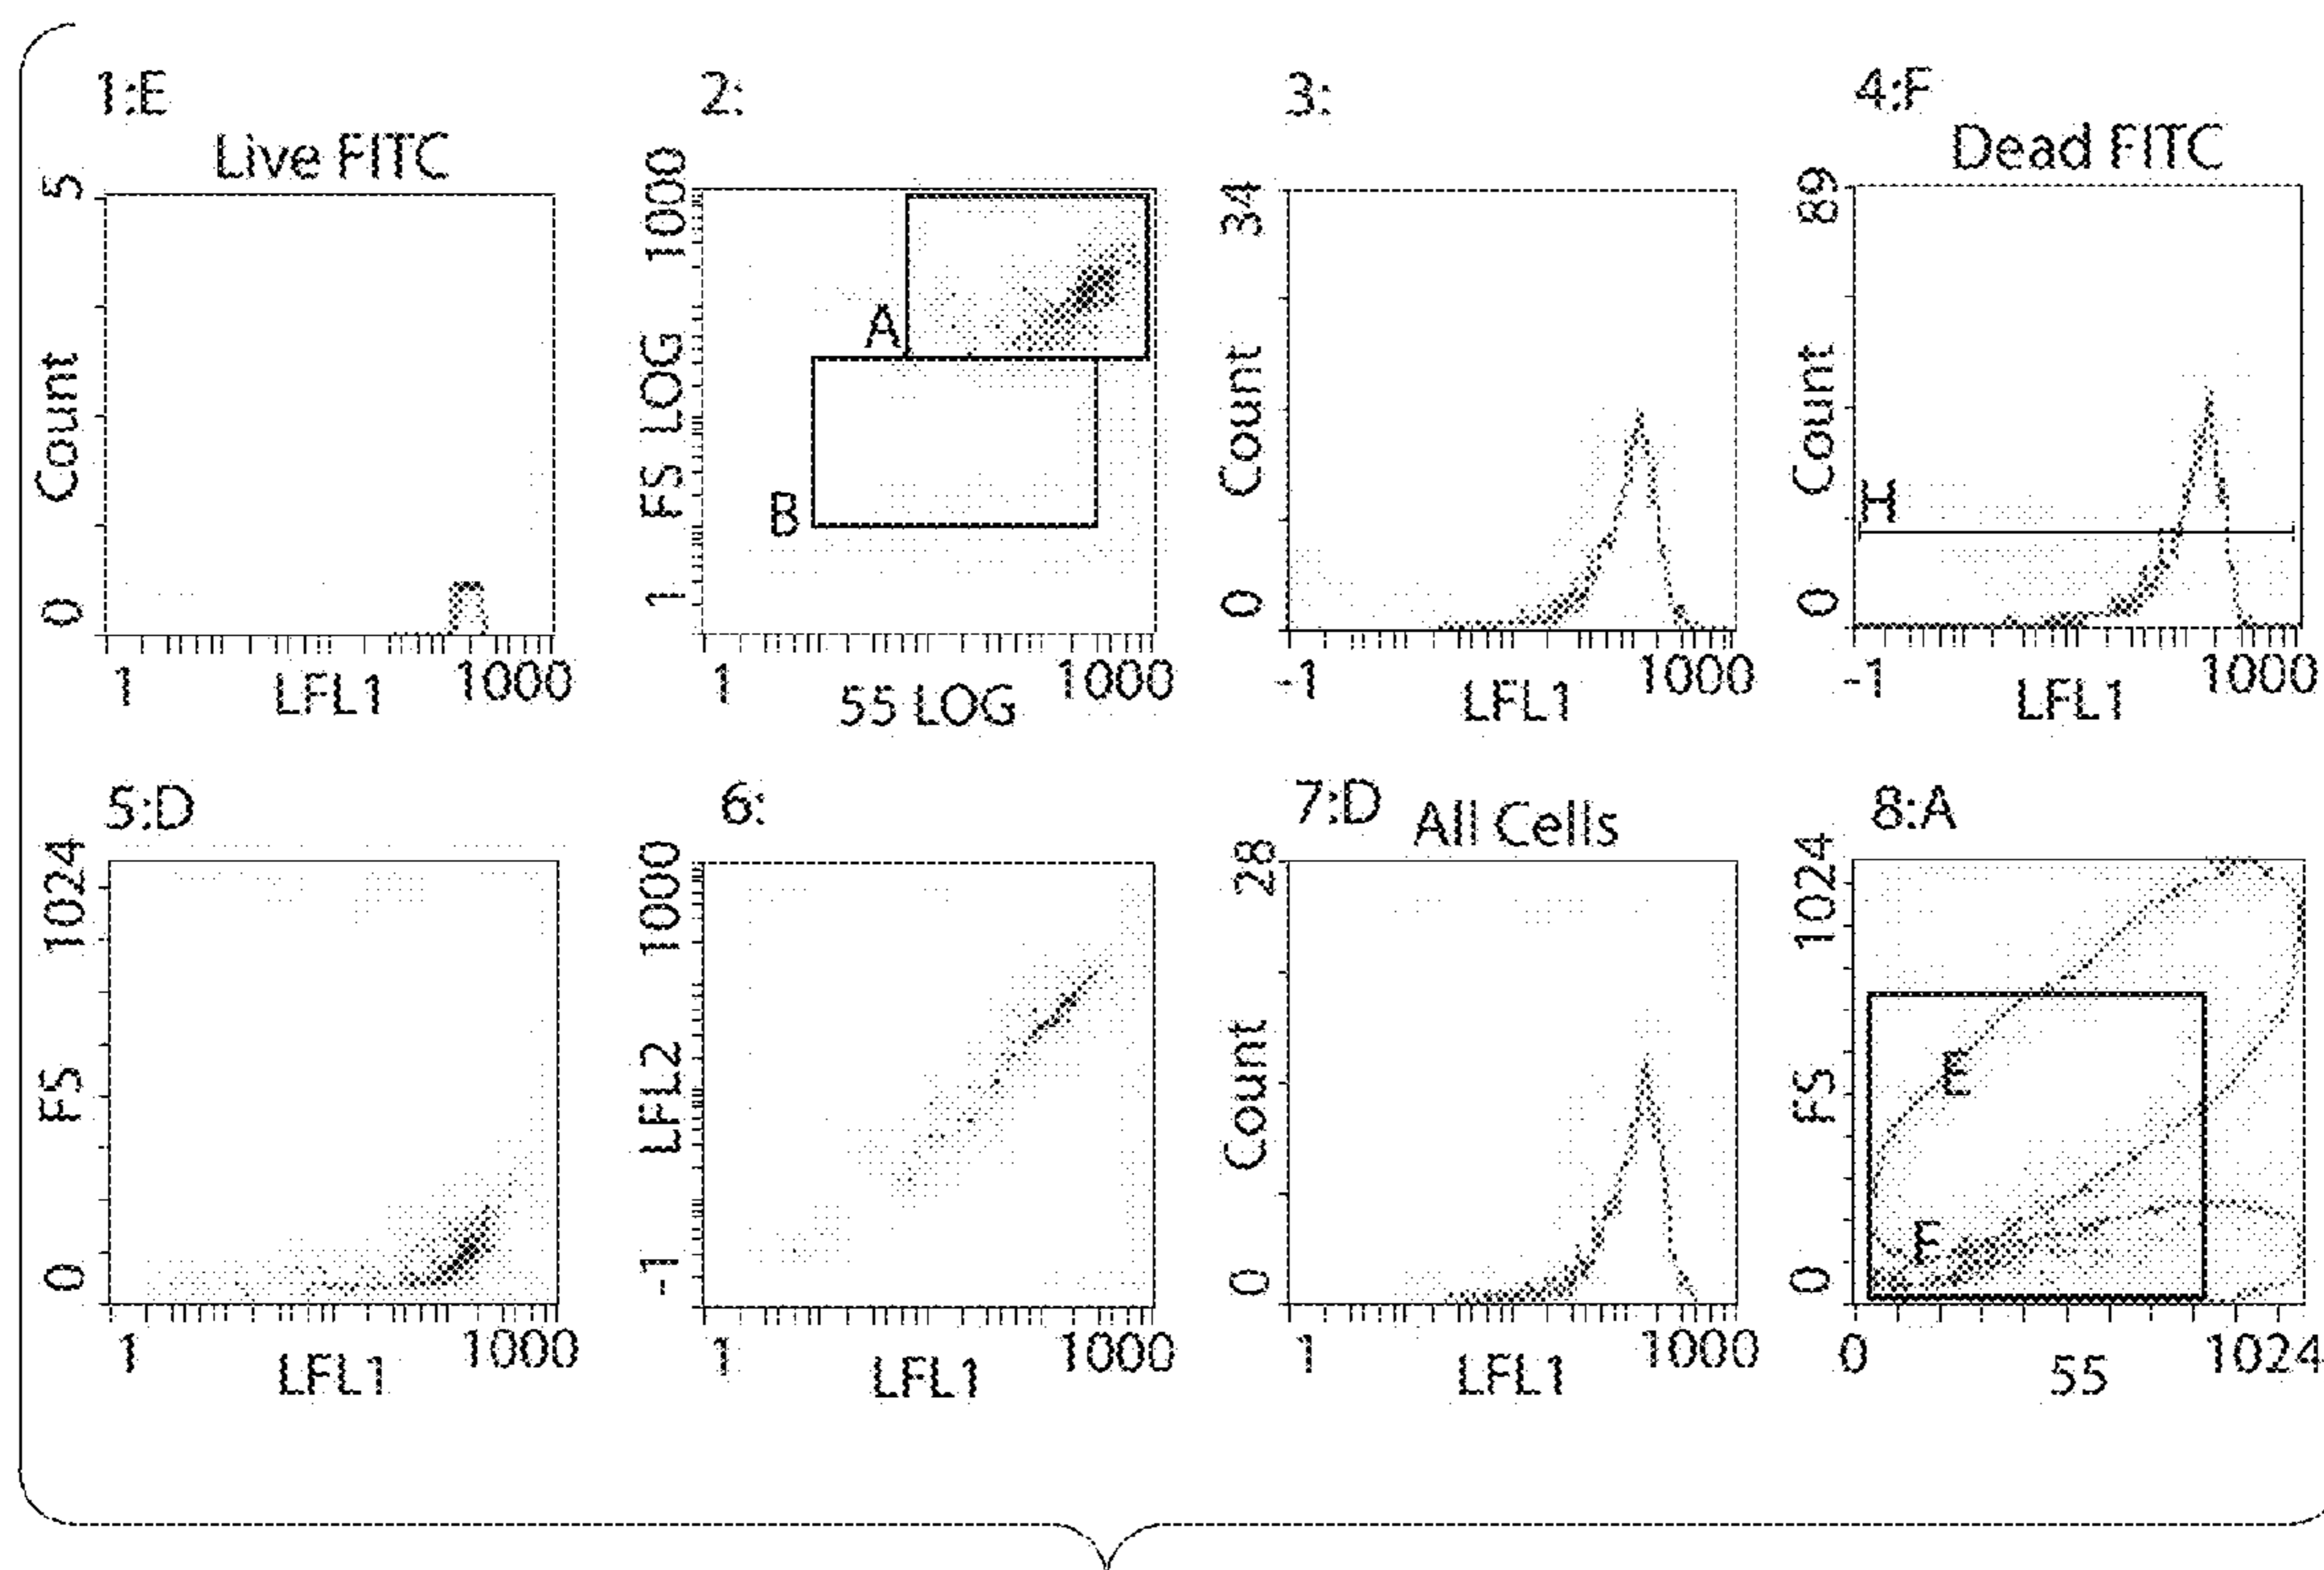 1:E
Live FITC
5
Count
0
1
LFL1
1000
2:
1000
FS LOG
1
A
B
1
55 LOG
1000
3:
34
Count
0
-1
LFL1
1000
4:F
Dead FITC
89
Count
0
H
-1
LFL1
1000
5:D
1024
FS
0
1
LFL1
1000
6:
1000
LFL2
-1
1
LFL1
1000
7:D
All Cells
28
Count
0
1
LFL1
1000
8:A
1024
FS
0
E
F
0
55
1024